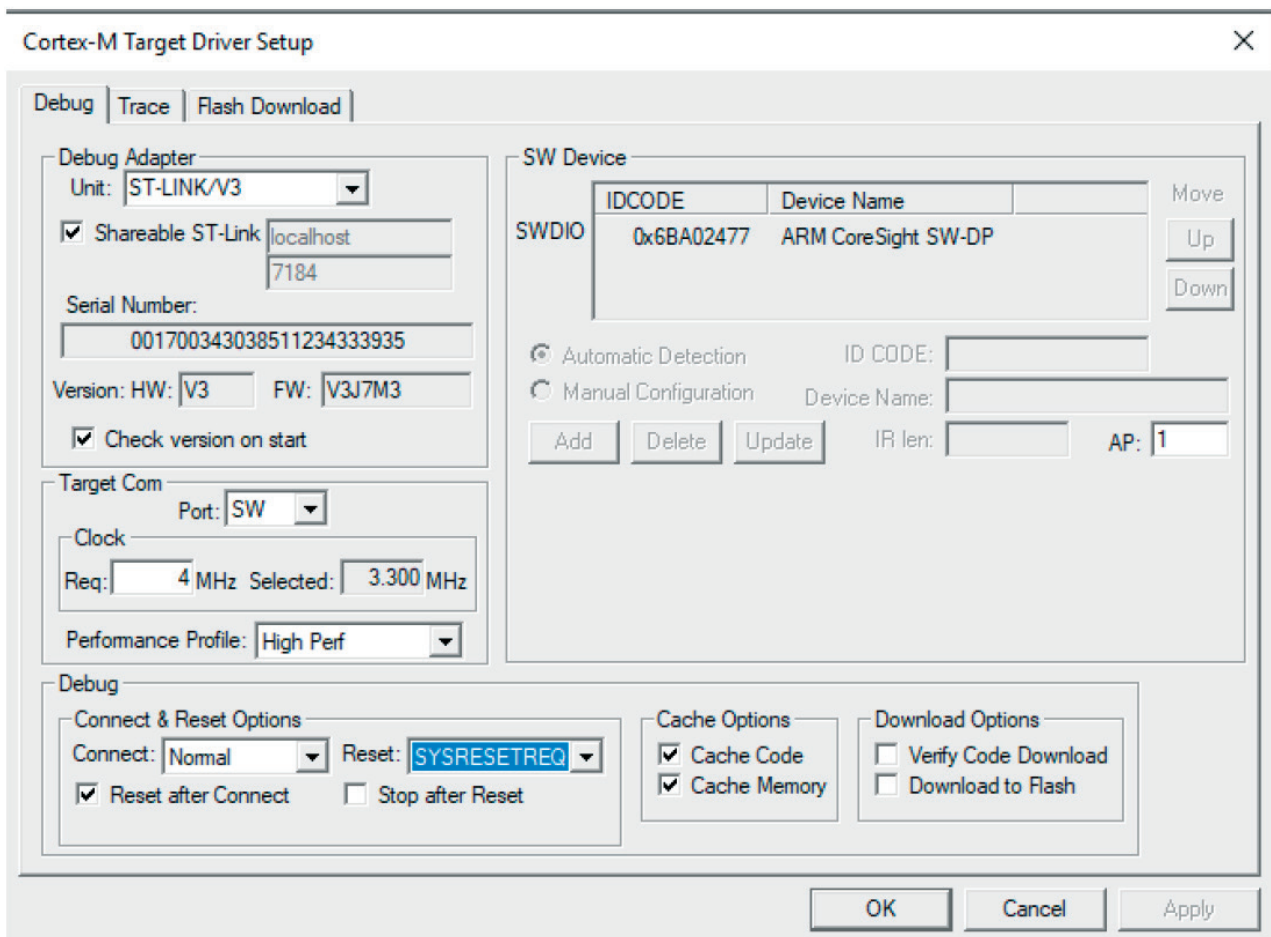 Cortex-M Target Driver Setup
Debug Trace Flash Download
Debug Adapter
Unit: ST-LINK/V3
Shareable ST-Link localhost
7184
Serial Number:
001700343038511234333935
Version: HW: V3 FW: V3J7M3
Check version on start
Target Com
Port: SW
Clock
Req: 4 MHz Selected: 3.300 MHz
Performance Profile: High Perf
SW Device
IDCODE Device Name
SWDIO 0x6BA02477 ARM CoreSight SW-DP
Move
Up
Down
Automatic Detection ID CODE:
Manual Configuration Device Name:
Add Delete Update IR len: AP: 1
Debug
Connect & Reset Options
Connect: Normal Reset: SYSRESETREQ
Reset after Connect Stop after Reset
Cache Options
Cache Code
Cache Memory
Download Options
Verify Code Download
Download to Flash
OK Cancel Apply